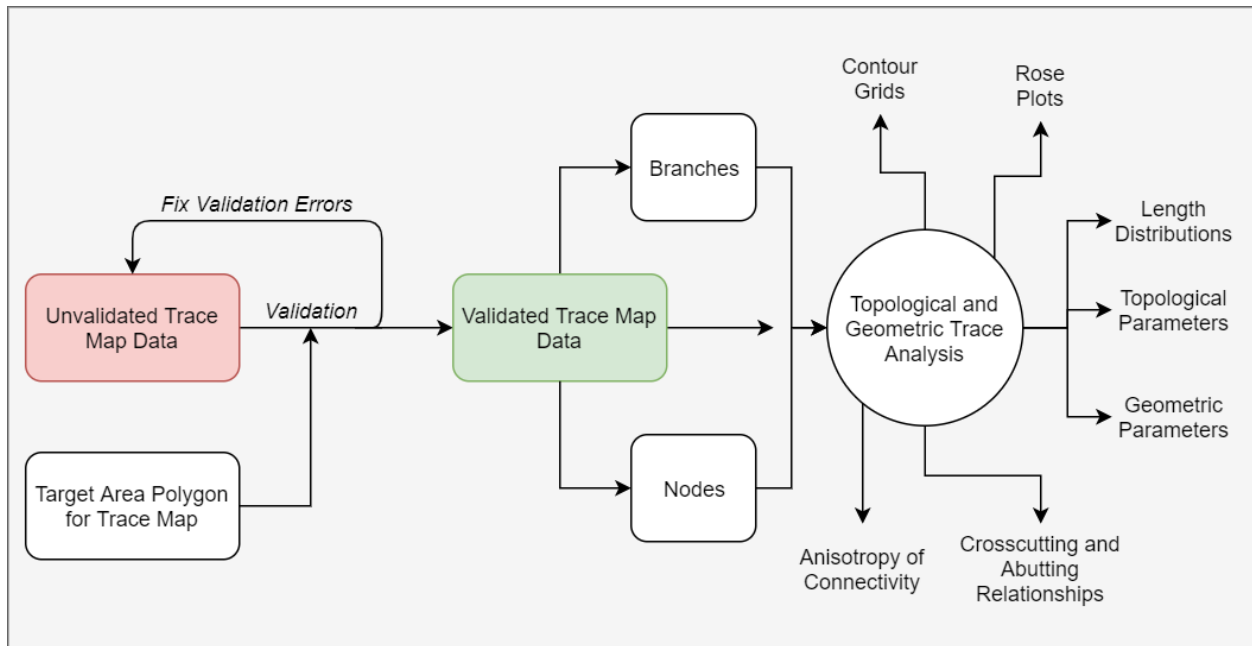 Contour
Grids
Rose
Plots
Branches
Fix Validation Errors
Length
Distributions
Unvalidated Trace
Map Data
Validation
Validated Trace Map
Data
Topological and
Geometric Trace
Analysis
Topological
Parameters
Geometric
Parameters
Target Area Polygon
for Trace Map
Nodes
Anisotropy of
Connectivity
Crosscutting and
Abutting
Relationships